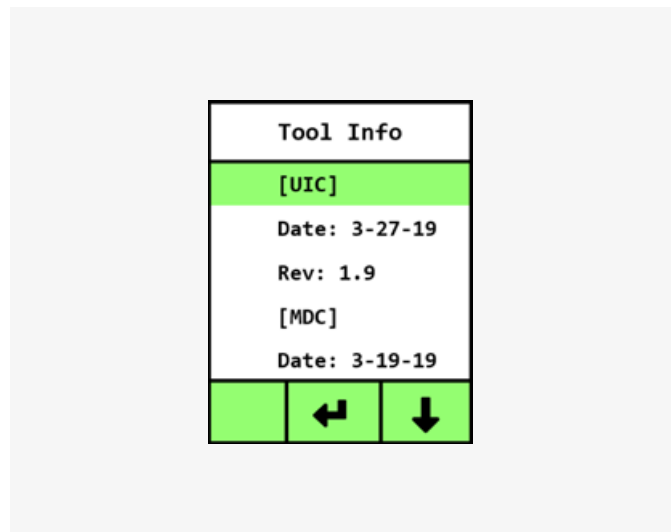 Tool Info
[UIC]
Date: 3-27-19
Rev: 1.9
[MDC]
Date: 3-19-19